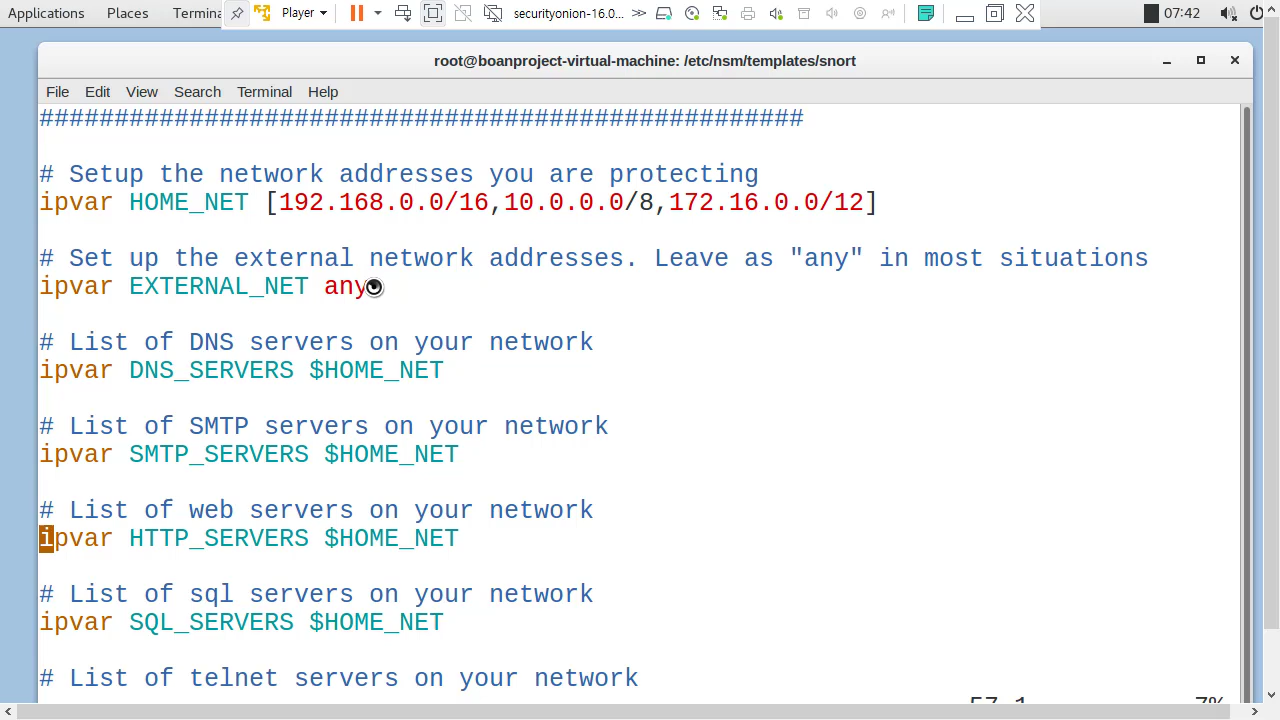 Applications Places Termina Player securityonion-16.0... >> 07:42
root@boanproject-virtual-machine: /etc/nsm/templates/snort
File Edit View Search Terminal Help
###################################################
# Setup the network addresses you are protecting
ipvar HOME_NET [192.168.0.0/16,10.0.0.0/8,172.16.0.0/12]
# Set up the external network addresses. Leave as "any" in most situations
ipvar EXTERNAL_NET any
# List of DNS servers on your network
ipvar DNS_SERVERS $HOME_NET
# List of SMTP servers on your network
ipvar SMTP_SERVERS $HOME_NET
# List of web servers on your network
ipvar HTTP_SERVERS $HOME_NET
# List of sql servers on your network
ipvar SQL_SERVERS $HOME_NET
# List of telnet servers on your network
57,1 7%